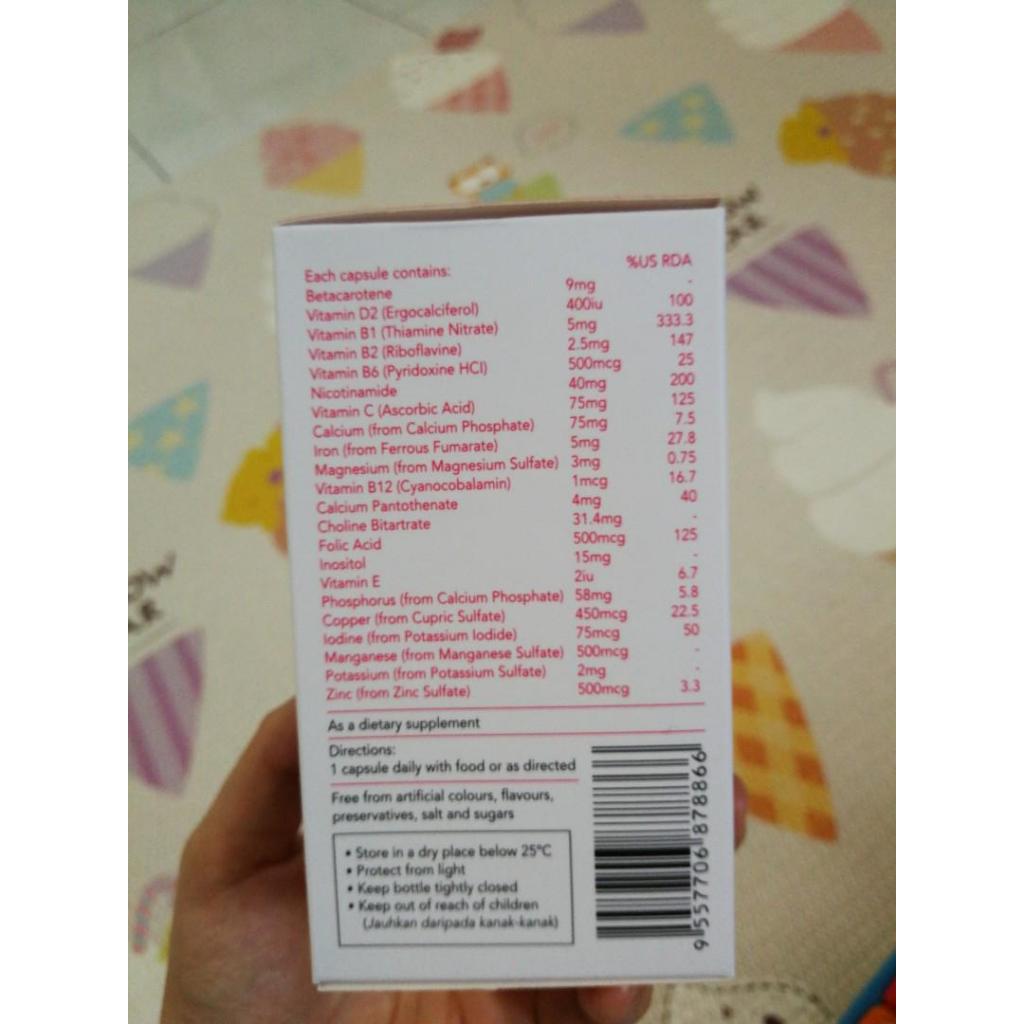 Each capsule contains: %US RDA
Betacarotene 9mg -
Vitamin D2 (Ergocalciferol) 400iu 100
Vitamin B1 (Thiamine Nitrate) 5mg 333.3
Vitamin B2 (Riboflavine) 2.5mg 147
Vitamin B6 (Pyridoxine HCl) 500mcg 25
Nicotinamide 40mg 200
Vitamin C (Ascorbic Acid) 75mg 125
Calcium (from Calcium Phosphate) 75mg 7.5
Iron (from Ferrous Fumarate) 5mg 27.8
Magnesium (from Magnesium Sulfate) 3mg 0.75
Vitamin B12 (Cyanocobalamin) 1mcg 16.7
Calcium Pantothenate 4mg 40
Choline Bitartrate 31.4mg -
Folic Acid 500mcg 125
Inositol 15mg -
Vitamin E 2iu 6.7
Phosphorus (from Calcium Phosphate) 58mg 5.8
Copper (from Cupric Sulfate) 450mcg 22.5
Iodine (from Potassium Iodide) 75mcg 50
Manganese (from Manganese Sulfate) 500mcg -
Potassium (from Potassium Sulfate) 2mg -
Zinc (from Zinc Sulfate) 500mcg 3.3
As a dietary supplement
Directions:
1 capsule daily with food or as directed
Free from artificial colours, flavours,
preservatives, salt and sugars
• Store in a dry place below 25°C
• Protect from light
• Keep bottle tightly closed
• Keep out of reach of children
(Jauhkan daripada kanak-kanak)
9 557706 878866